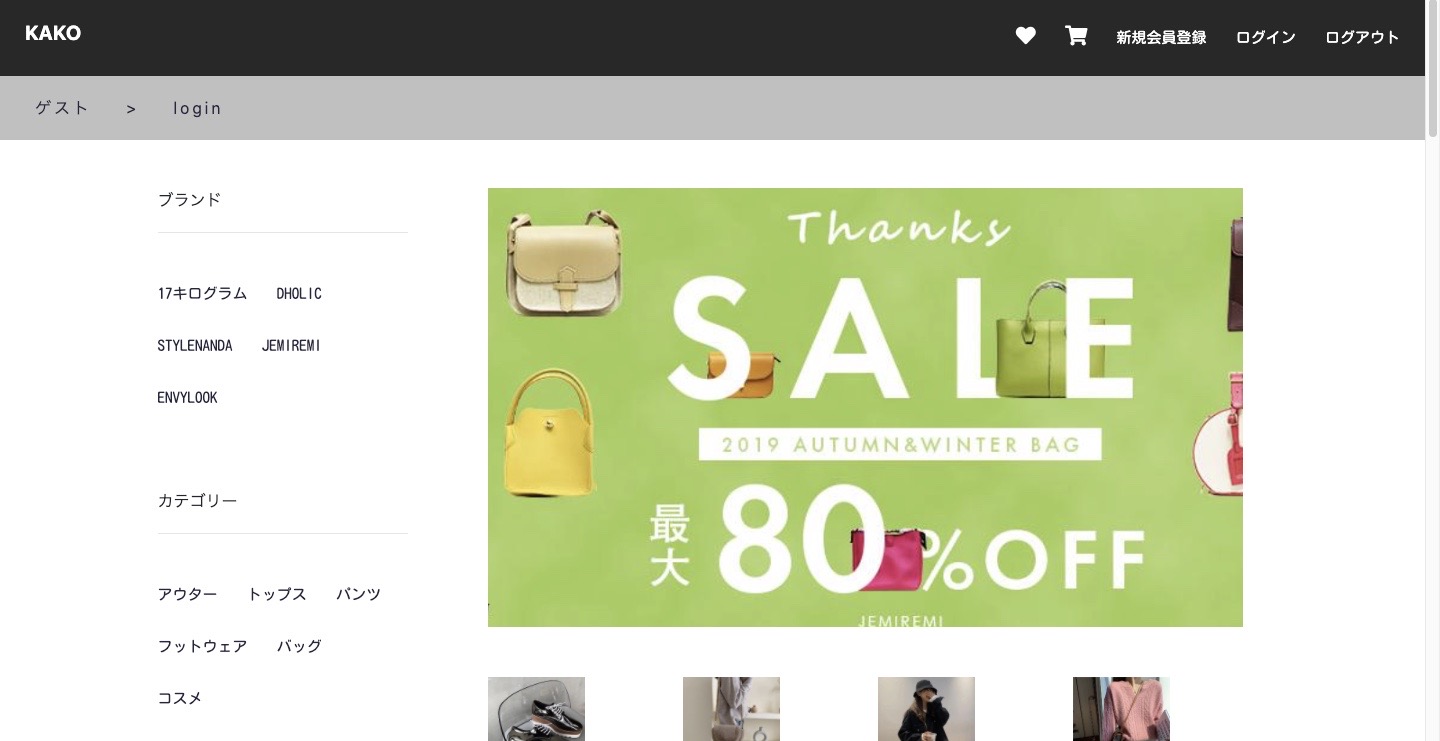 KAKO
新規会員登録 ログイン ログアウト
ゲスト > login
ブランド
17キログラム DHOLIC
STYLENANDA JEMIREMI
ENVYLOOK
カテゴリー
アウター トップス パンツ
フットウェア バッグ
コスメ
Thanks
SALE
2019 AUTUMN&WINTER BAG
最大 80%OFF
JEMIREMI